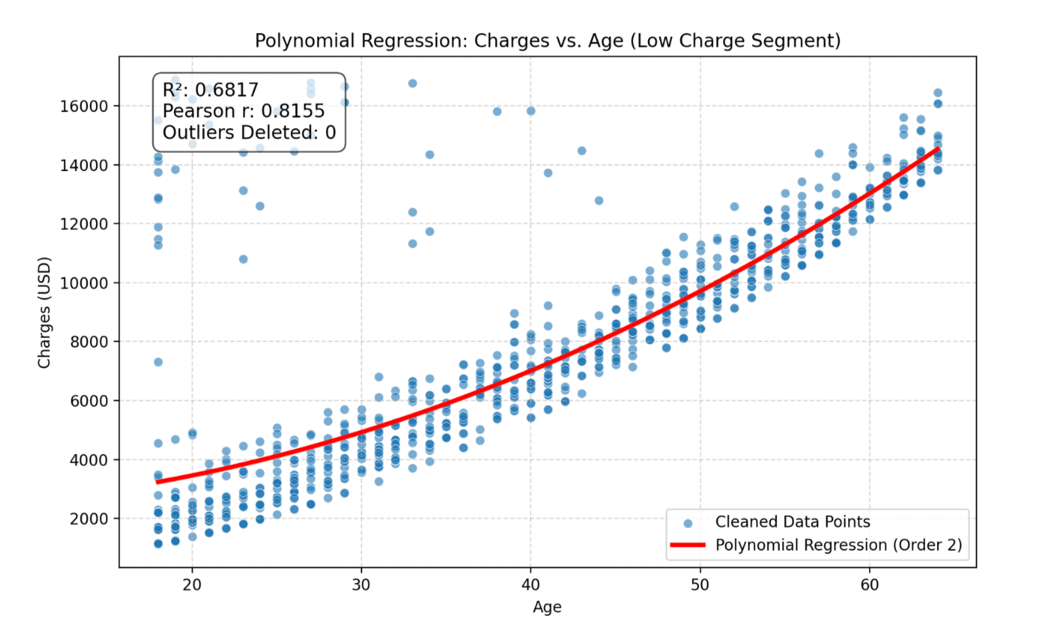 Polynomial Regression: Charges vs. Age (Low Charge Segment)
R²: 0.6817
Pearson r: 0.8155
Outliers Deleted: 0
Charges (USD)
16000
14000
12000
10000
8000
6000
4000
2000
Cleaned Data Points
Polynomial Regression (Order 2)
20 30 40 50 60
Age